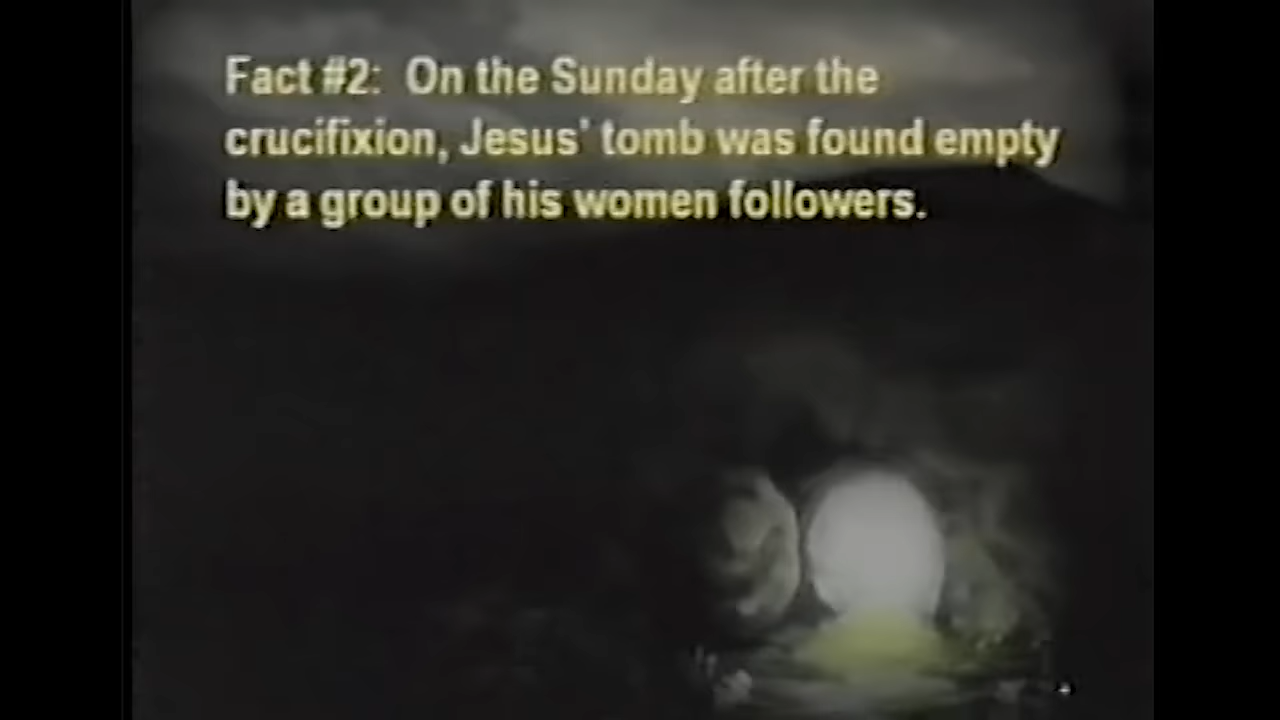 Fact #2:  On the Sunday after the
crucifixion, Jesus' tomb was found empty
by a group of his women followers.